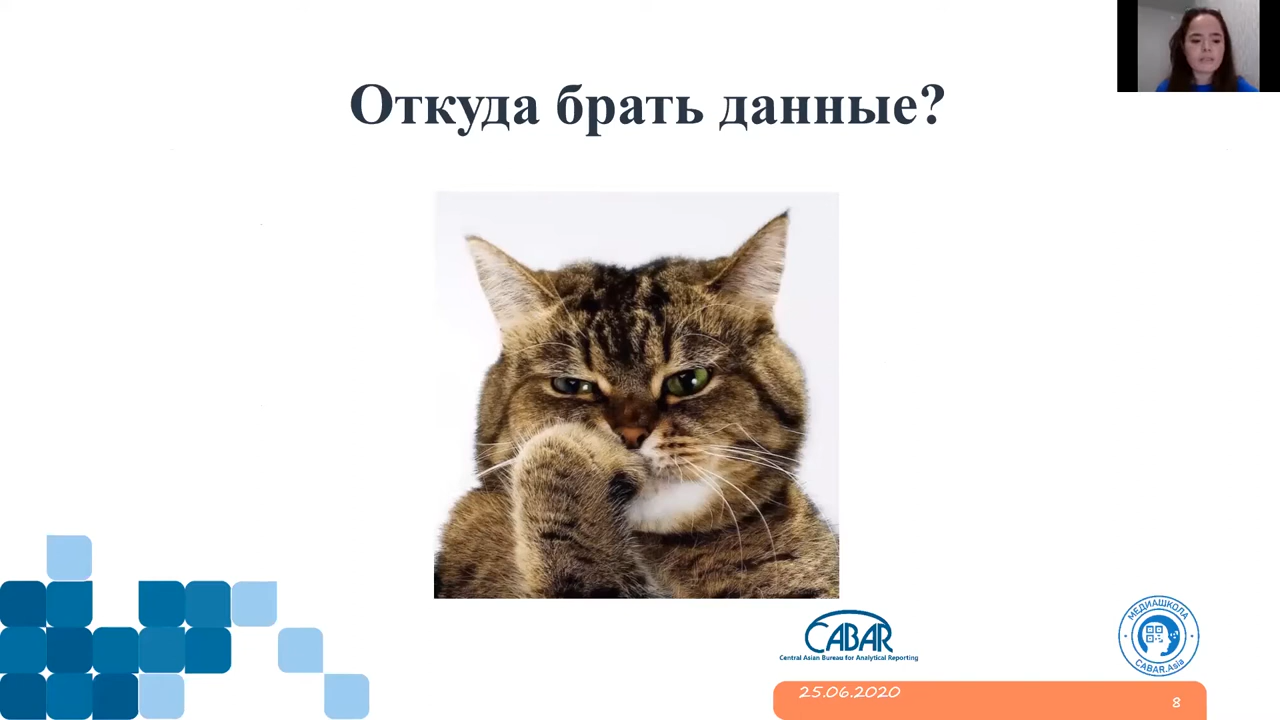 Откуда брать данные?
CABAR
Central Asian Bureau for Analytical Reporting
МЕДИАШКОЛА
CABAR.Asia
25.06.2020
8